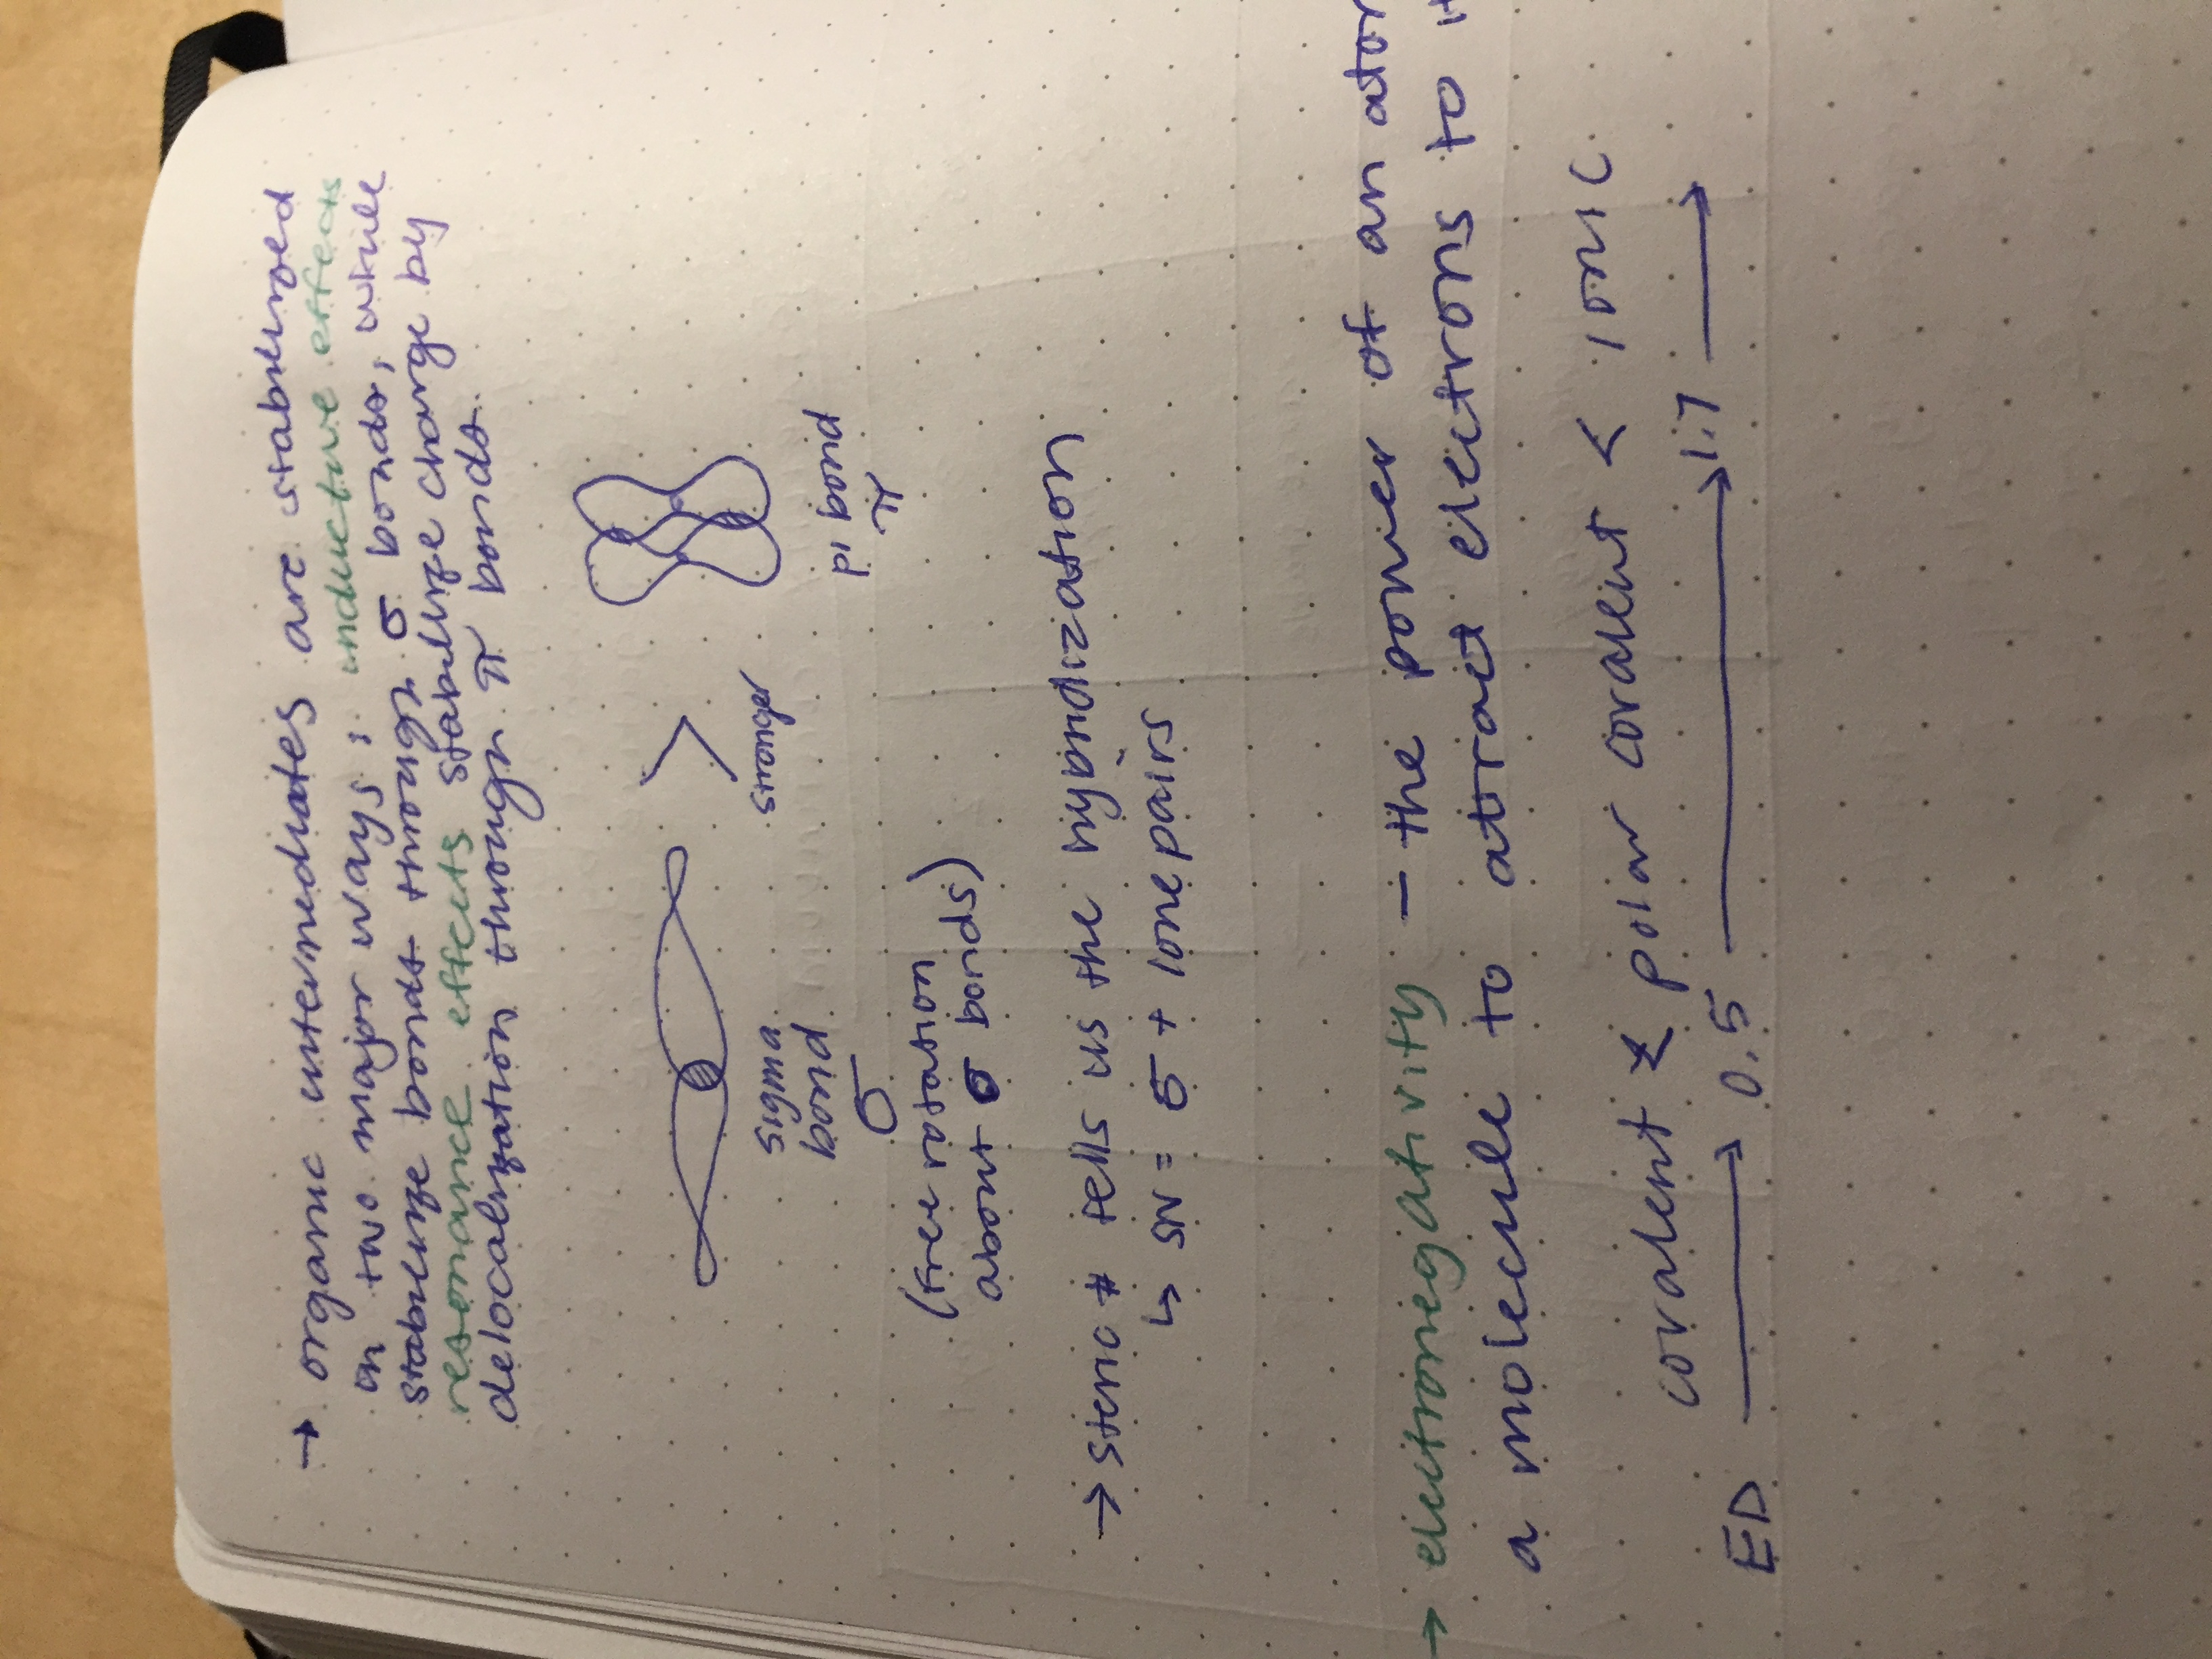 → organic intermediates are stabilized
in two major ways: inductive effects
stabilize bonds through σ bonds, while
resonance effects stabilize charge by
delocalization through π bonds.
>
stronger
sigma
bond
σ
(free rotation
about σ bonds)
pi bond
π
→ steric # tells us the hybridization
↳ SN = σ + lone pairs
→ electronegativity – the power of an ato
a molecule to attract electrons to it
covalent < polar covalent < ionic
ED → 0.5 → 1.7 →